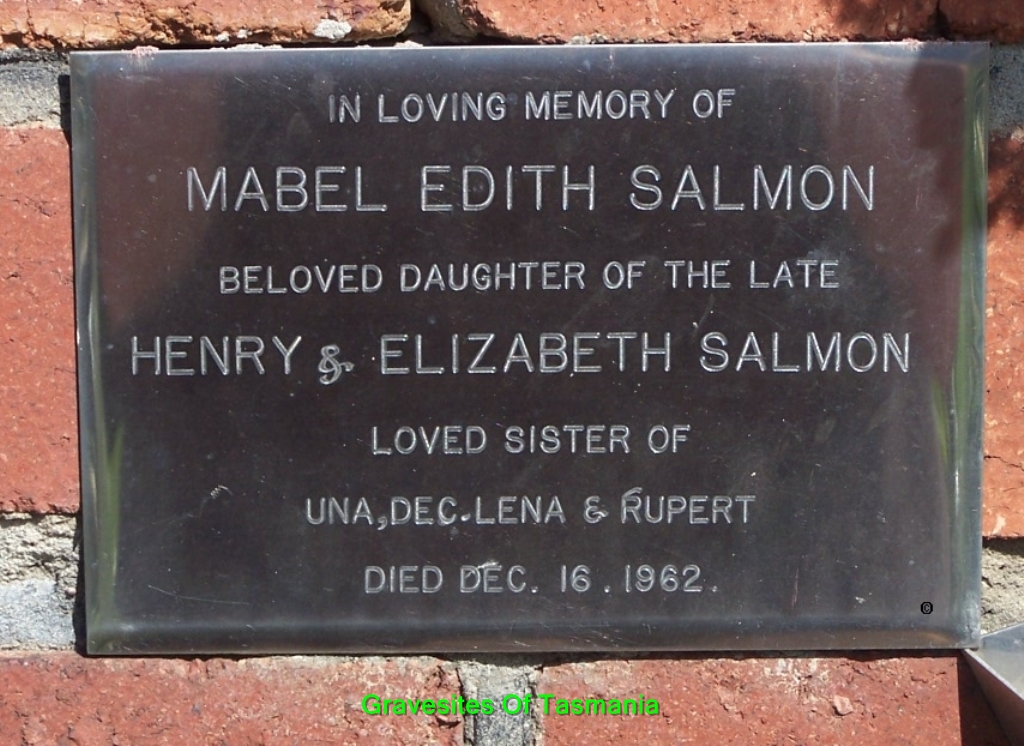 IN LOVING MEMORY OF
MABEL EDITH SALMON
BELOVED DAUGHTER OF THE LATE
HENRY & ELIZABETH SALMON
LOVED SISTER OF
UNA, DEC. LENA & RUPERT
DIED DEC. 16. 1962.
©
Gravesites Of Tasmania